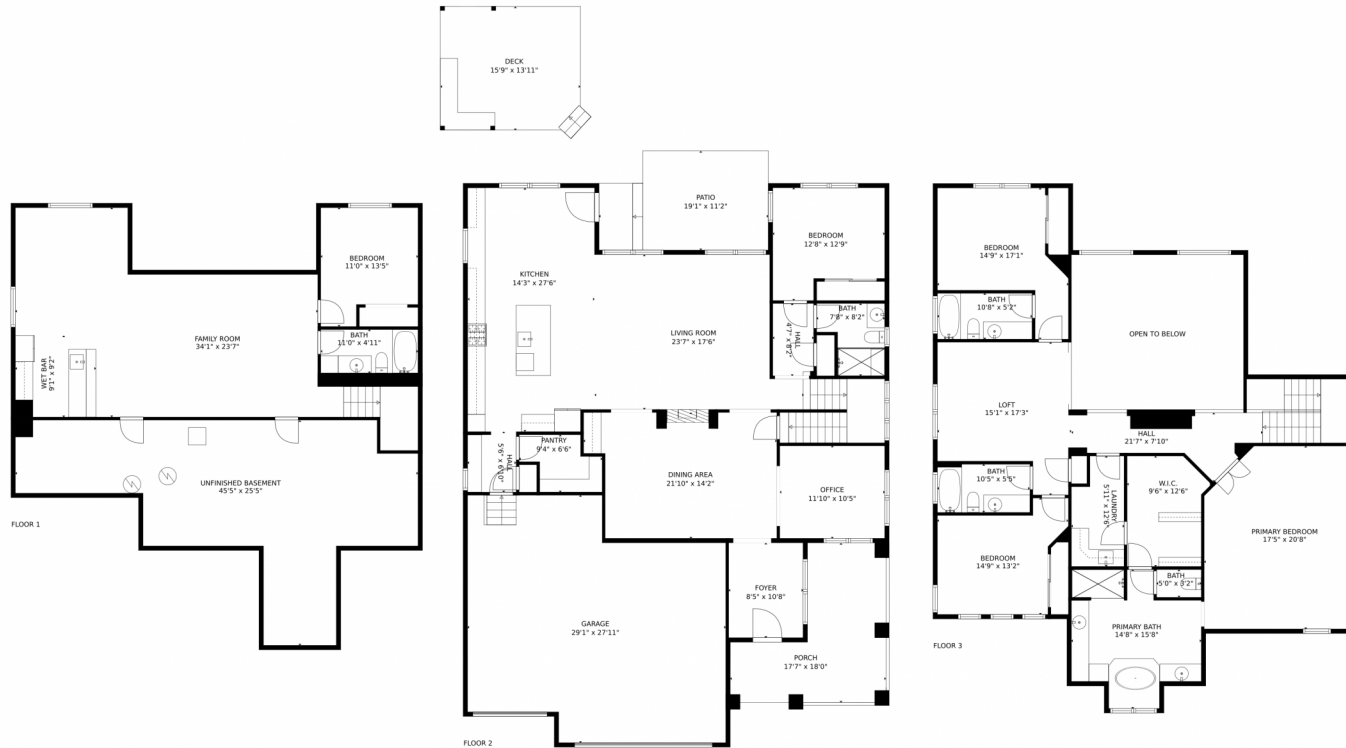 DECK
15'9" x 13'11"
PATIO
19'1" x 11'2"
BEDROOM
12'8" x 12'9"
KITCHEN
14'3" x 27'6"
LIVING ROOM
23'7" x 17'6"
HALL
4'7" x 8'2"
BATH
7'8" x 8'2"
HALL
5'6" x 6'10"
PANTRY
9'4" x 6'6"
DINING AREA
21'10" x 14'2"
OFFICE
11'10" x 10'5"
FOYER
8'5" x 10'8"
GARAGE
29'1" x 27'11"
PORCH
17'7" x 18'0"
FLOOR 2
BEDROOM
11'0" x 13'5"
FAMILY ROOM
34'1" x 23'7"
BATH
11'0" x 4'11"
WET BAR
9'1" x 9'2"
UNFINISHED BASEMENT
45'5" x 25'5"
FLOOR 1
BEDROOM
14'9" x 17'1"
BATH
10'8" x 5'2"
OPEN TO BELOW
LOFT
15'1" x 17'3"
HALL
21'7" x 7'10"
BATH
10'5" x 5'5"
LAUNDRY
5'11" x 12'6"
W.I.C.
9'6" x 12'6"
PRIMARY BEDROOM
17'5" x 20'8"
BEDROOM
14'9" x 13'2"
BATH
5'0" x 3'2"
PRIMARY BATH
14'8" x 15'8"
FLOOR 3